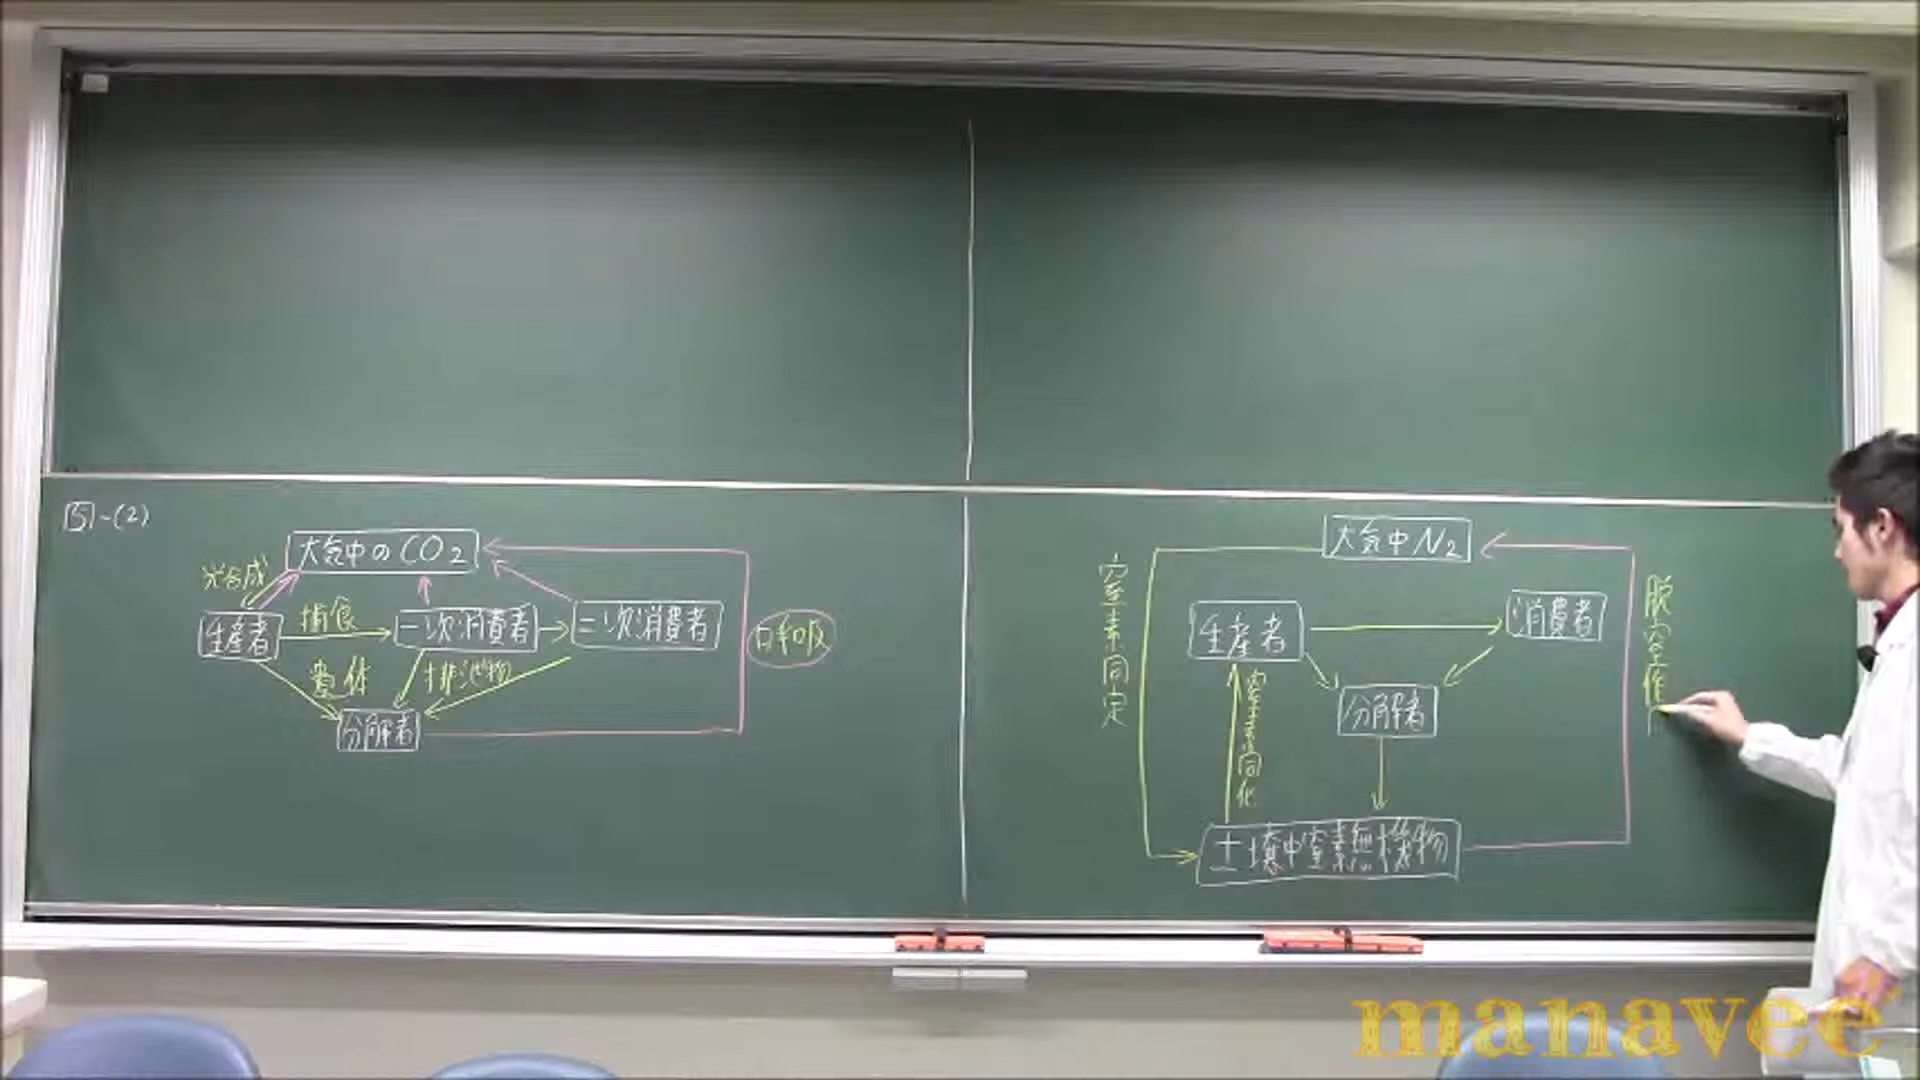 5-(2)
大気中のCO2
光合成
生産者
捕食
一次消費者
二次消費者
呼吸
遺体
排泄物
分解者
大気中N2
窒素固定
生産者
消費者
脱窒作
分解者
窒素同化
土壌中窒素無機物
manavee